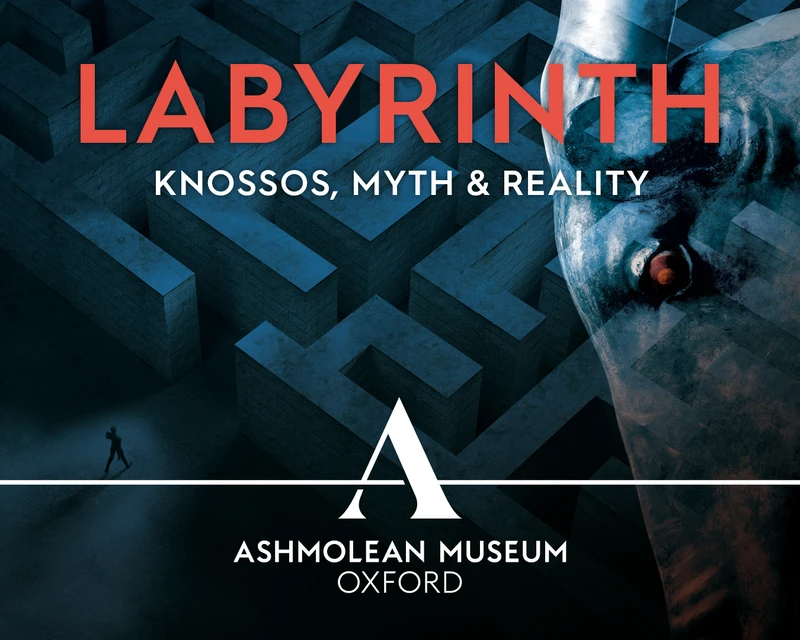 LABYRINTH
KNOSSOS, MYTH & REALITY
A
ASHMOLEAN MUSEUM
OXFORD